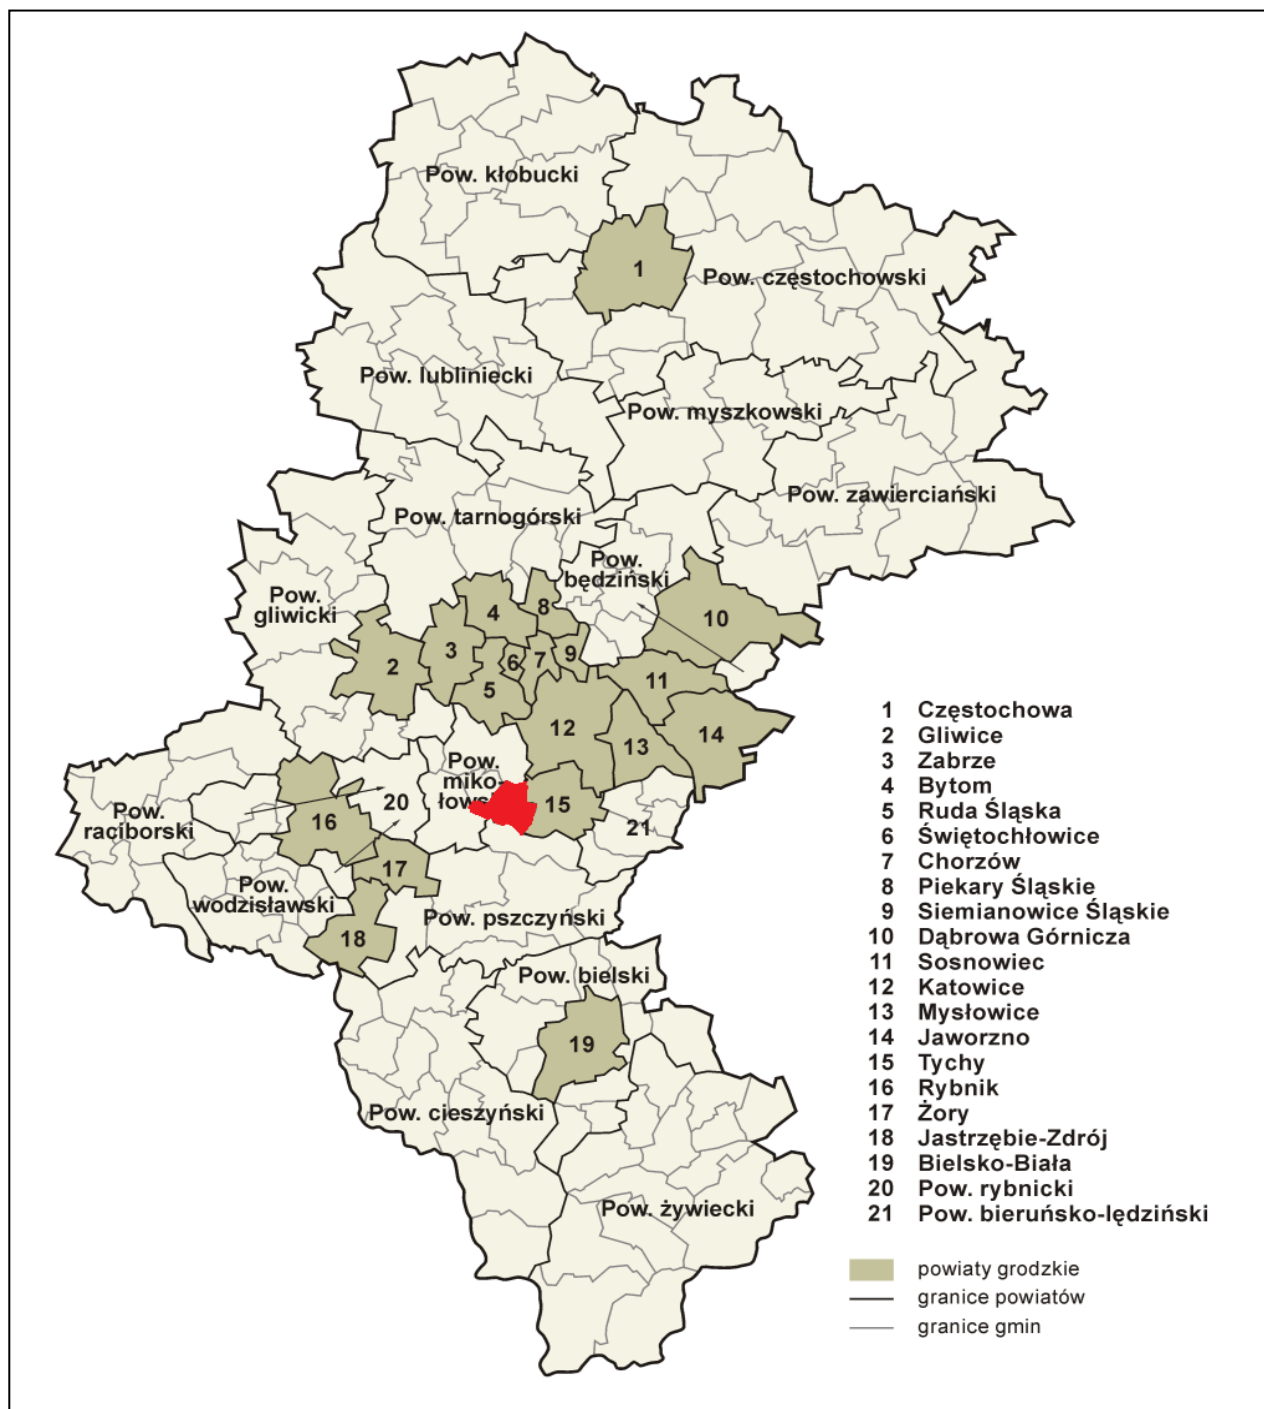 Pow. kłobucki
1
Pow. częstochowski
Pow. lubliniecki
Pow. myszkowski
Pow. zawierciański
Pow. tarnogórski
Pow.
będziński
Pow.
gliwicki
4
8
10
2
3
6
7
9
5
11
12
13
14
Pow.
miko-
łows
15
20
21
Pow.
raciborski
16
17
Pow.
wodzisławski
18
Pow. pszczyński
Pow. bielski
19
Pow. cieszyński
Pow. żywiecki
1 Częstochowa
2 Gliwice
3 Zabrze
4 Bytom
5 Ruda Śląska
6 Świętochłowice
7 Chorzów
8 Piekary Śląskie
9 Siemianowice Śląskie
10 Dąbrowa Górnicza
11 Sosnowiec
12 Katowice
13 Mysłowice
14 Jaworzno
15 Tychy
16 Rybnik
17 Żory
18 Jastrzębie-Zdrój
19 Bielsko-Biała
20 Pow. rybnicki
21 Pow. bieruńsko-lędziński
powiaty grodzkie
granice powiatów
granice gmin